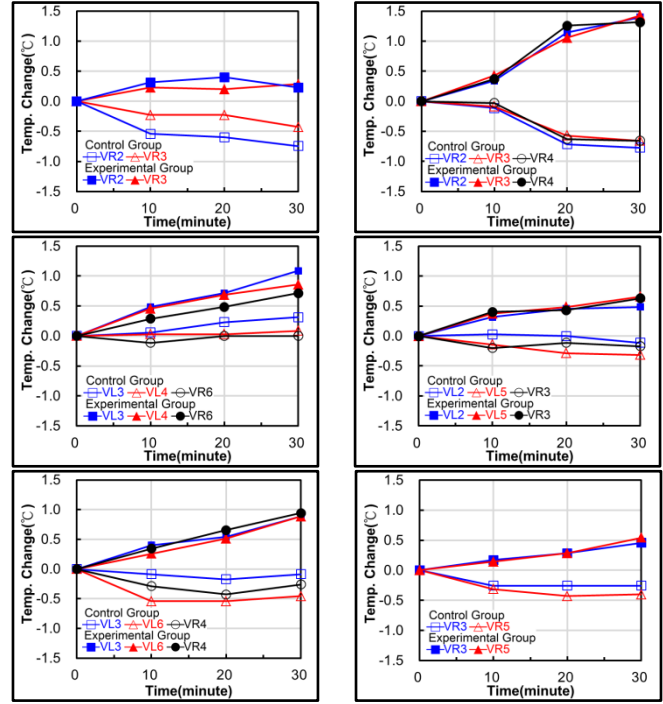 Temp. Change(℃)
1.5
1.0
0.5
0.0
-0.5
-1.0
-1.5
Control Group
VR2 VR3
Experimental Group
VR2 VR3
0 10 20 30
Time(minute)
Temp. Change(℃)
1.5
1.0
0.5
0.0
-0.5
-1.0
-1.5
Control Group
VR2 VR3 VR4
Experimental Group
VR2 VR3 VR4
0 10 20 30
Time(minute)
Temp. Change(℃)
1.5
1.0
0.5
0.0
-0.5
-1.0
-1.5
Control Group
VL3 VL4 VR6
Experimental Group
VL3 VL4 VR6
0 10 20 30
Time(minute)
Temp. Change(℃)
1.5
1.0
0.5
0.0
-0.5
-1.0
-1.5
Control Group
VL2 VL5 VR3
Experimental Group
VL2 VL5 VR3
0 10 20 30
Time(minute)
Temp. Change(℃)
1.5
1.0
0.5
0.0
-0.5
-1.0
-1.5
Control Group
VL3 VL6 VR4
Experimental Group
VL3 VL6 VR4
0 10 20 30
Time(minute)
Temp. Change(℃)
1.5
1.0
0.5
0.0
-0.5
-1.0
-1.5
Control Group
VR3 VR5
Experimental Group
VR3 VR5
0 10 20 30
Time(minute)